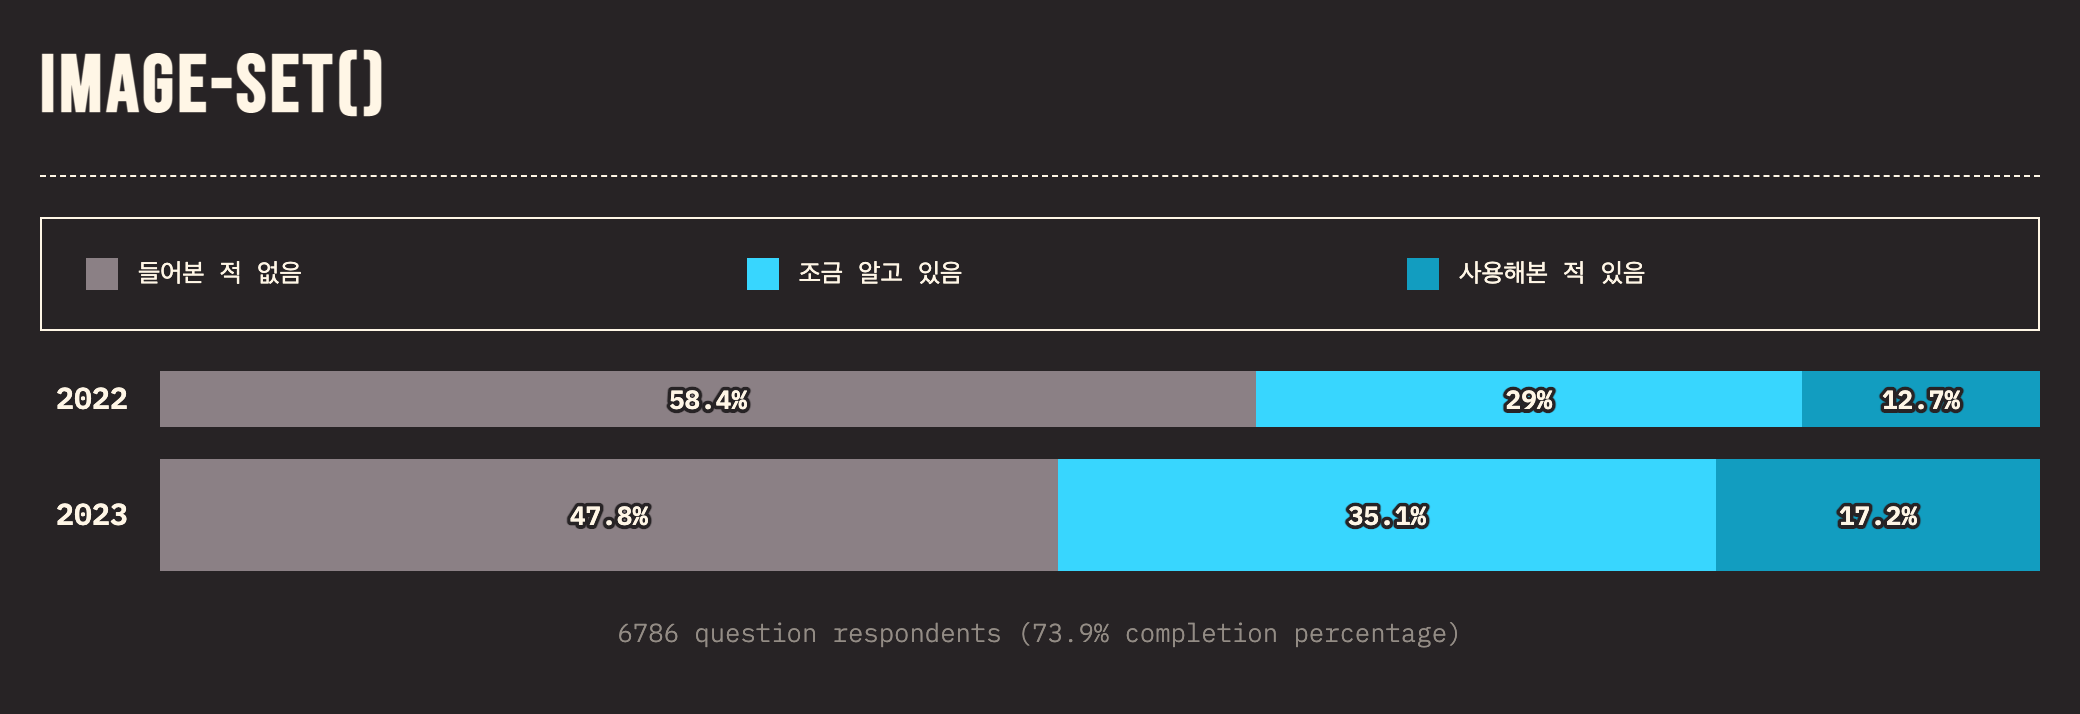 IMAGE-SET()
들어본 적 없음 조금 알고 있음 사용해본 적 있음
2022 58.4% 29% 12.7%
2023 47.8% 35.1% 17.2%
6786 question respondents (73.9% completion percentage)